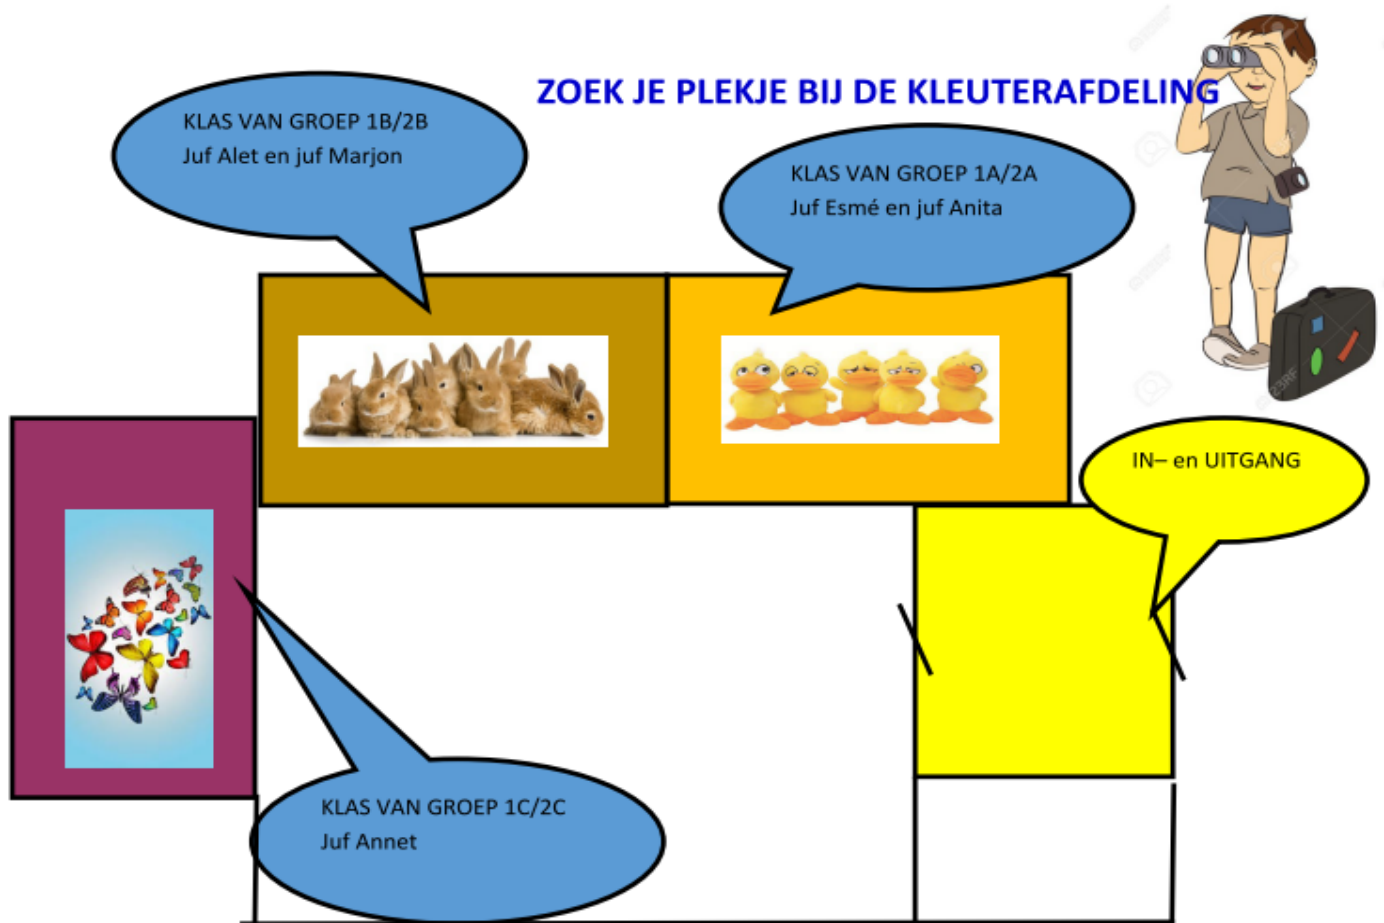 ZOEK JE PLEKJE BIJ DE KLEUTERAFDELING
KLAS VAN GROEP 1B/2B
Juf Alet en juf Marjon
KLAS VAN GROEP 1A/2A
Juf Esmé en juf Anita
IN– en UITGANG
KLAS VAN GROEP 1C/2C
Juf Annet